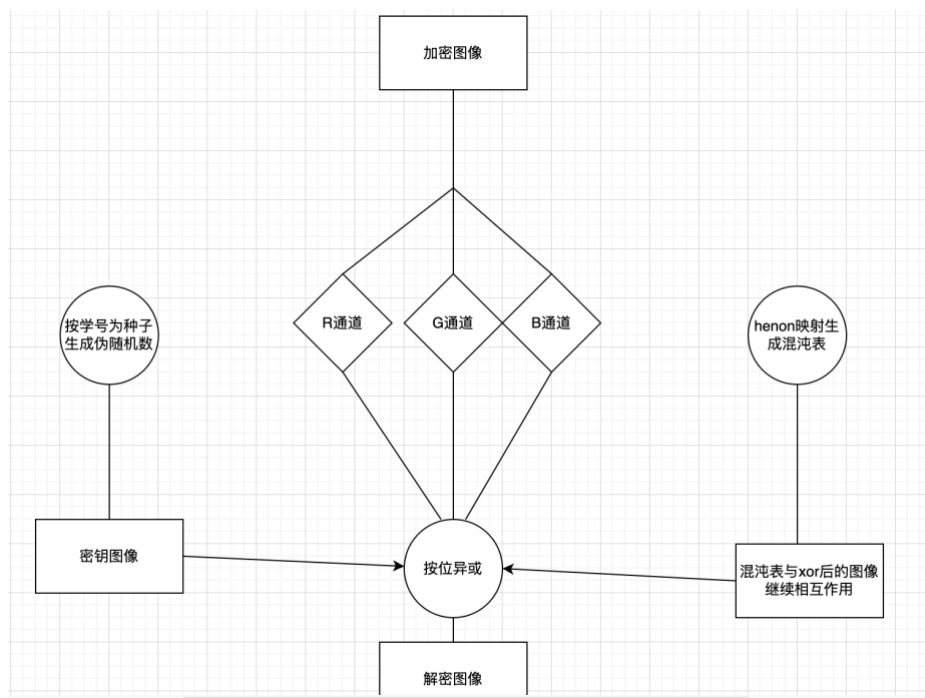 加密图像
按学号为种子
生成伪随机数
R通道
G通道
B通道
henon映射生
成混沌表
密钥图像
按位异或
混沌表与xor后的图像
继续相互作用
解密图像